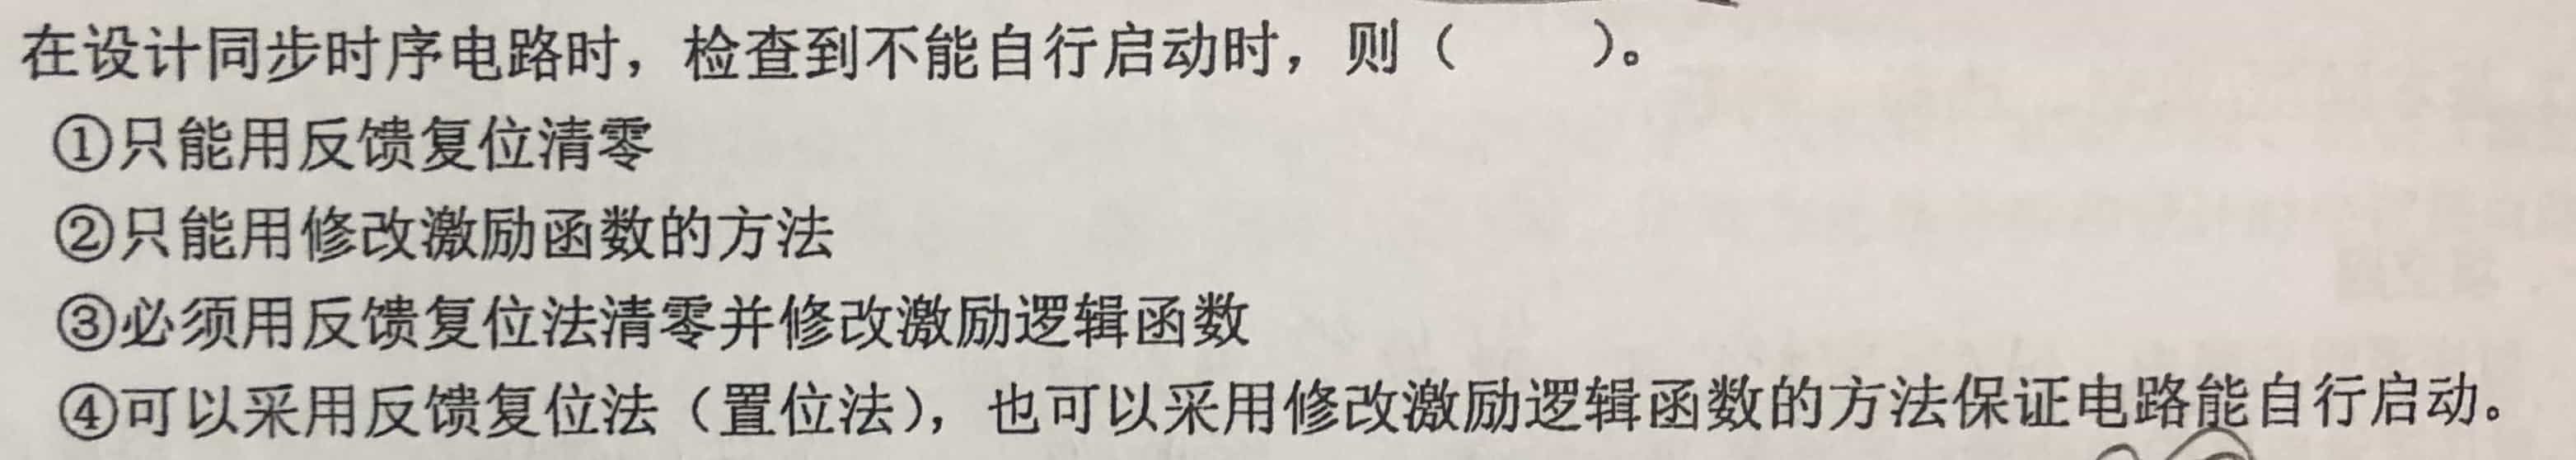 在设计同步时序电路时，检查到不能自行启动时，则（　　）。
①只能用反馈复位清零
②只能用修改激励函数的方法
③必须用反馈复位法清零并修改激励逻辑函数
④可以采用反馈复位法（置位法），也可以采用修改激励逻辑函数的方法保证电路能自行启动。